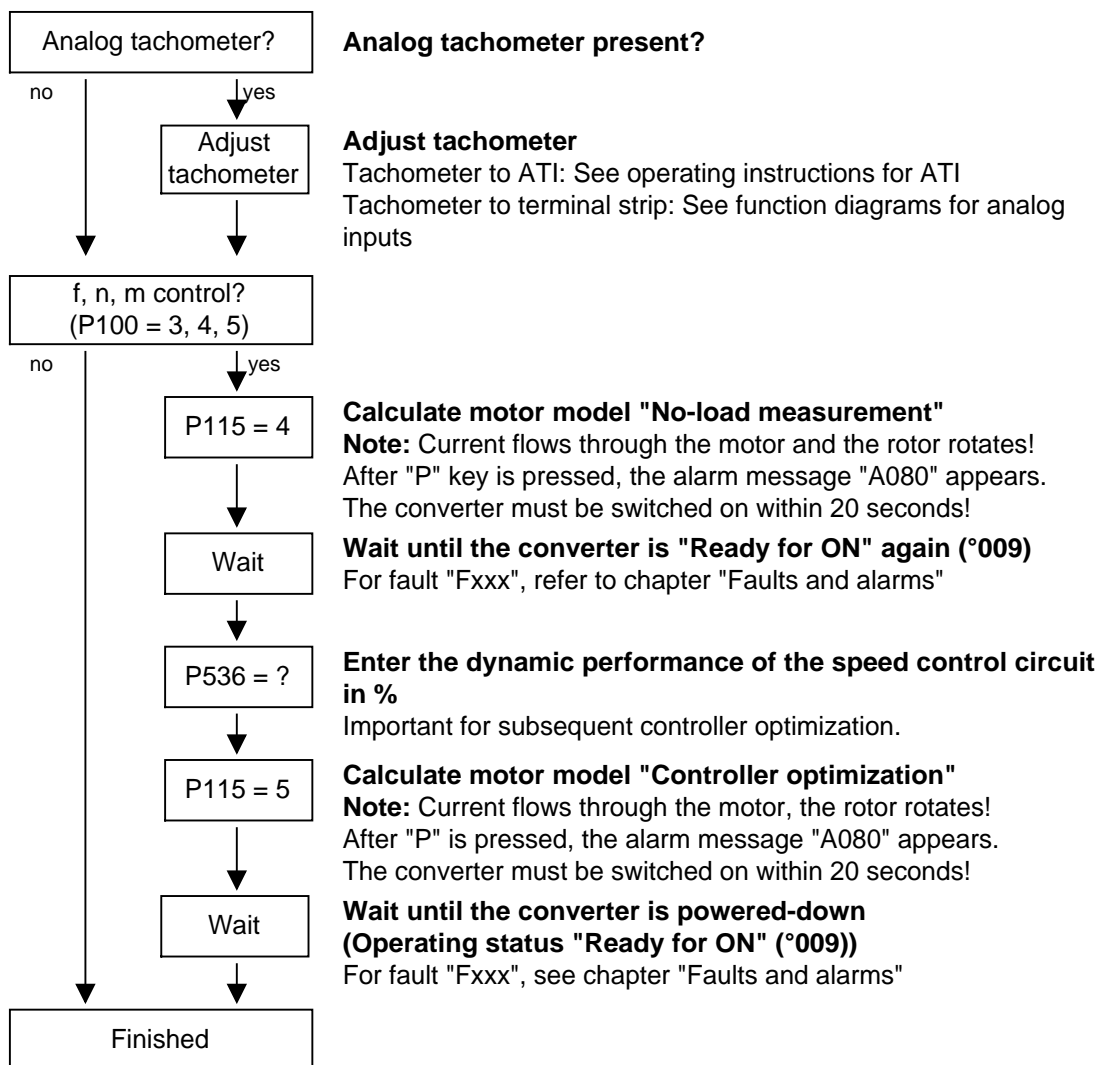 Analog tachometer?
Analog tachometer present?
no
yes
Adjust
tachometer
Adjust tachometer
Tachometer to ATI: See operating instructions for ATI
Tachometer to terminal strip: See function diagrams for analog
inputs
f, n, m control?
(P100 = 3, 4, 5)
no
yes
P115 = 4
Calculate motor model "No-load measurement"
Note: Current flows through the motor and the rotor rotates!
After "P" key is pressed, the alarm message "A080" appears.
The converter must be switched on within 20 seconds!
Wait
Wait until the converter is "Ready for ON" again (°009)
For fault "Fxxx", refer to chapter "Faults and alarms"
P536 = ?
Enter the dynamic performance of the speed control circuit
in %
Important for subsequent controller optimization.
P115 = 5
Calculate motor model "Controller optimization"
Note: Current flows through the motor, the rotor rotates!
After "P" is pressed, the alarm message "A080" appears.
The converter must be switched on within 20 seconds!
Wait
Wait until the converter is powered-down
(Operating status "Ready for ON" (°009))
For fault "Fxxx", see chapter "Faults and alarms"
Finished